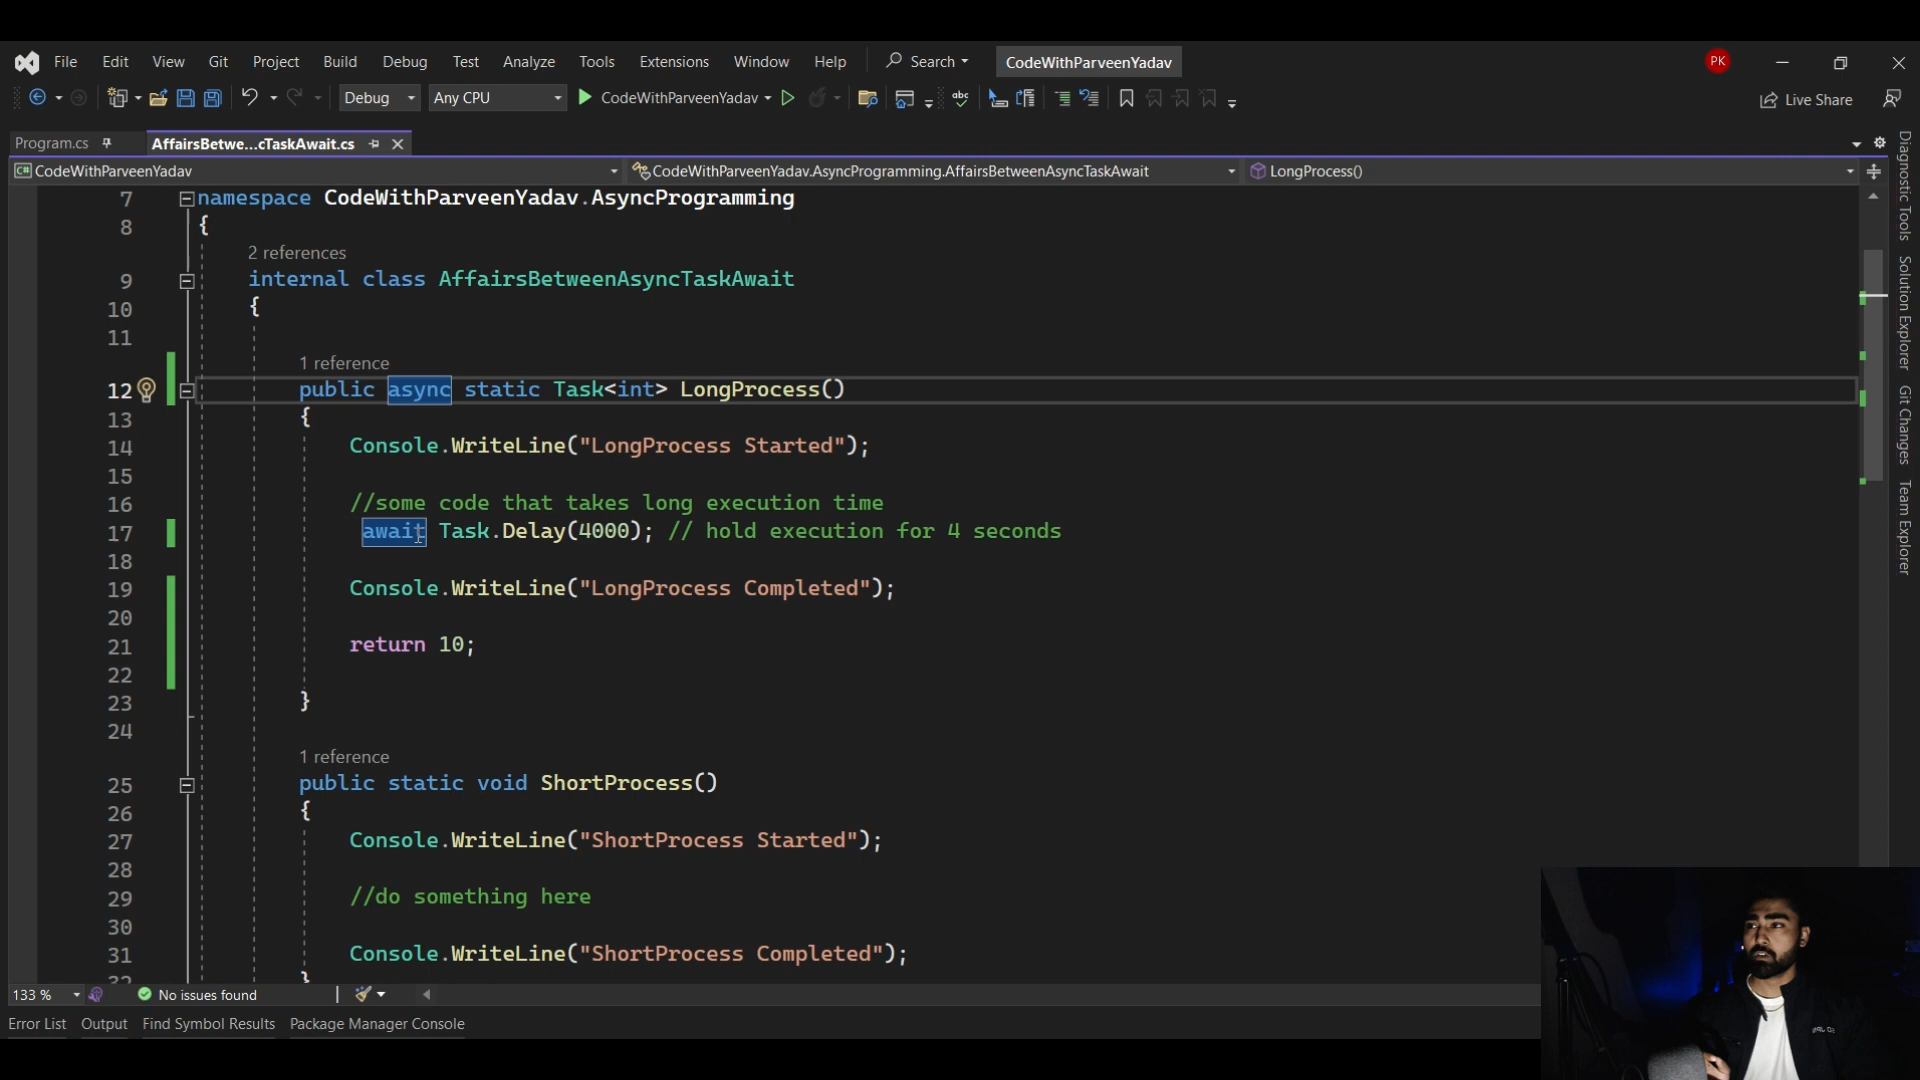 File Edit View Git Project Build Debug Test Analyze Tools Extensions Window Help Search CodeWithParveenYadav PK
Debug Any CPU CodeWithParveenYadav Live Share
Program.cs AffairsBetwe...cTaskAwait.cs
CodeWithParveenYadav CodeWithParveenYadav.AsyncProgramming.AffairsBetweenAsyncTaskAwait LongProcess()
7 namespace CodeWithParveenYadav.AsyncProgramming
8 {
2 references
9 internal class AffairsBetweenAsyncTaskAwait
10 {
11
1 reference
12 public async static Task<int> LongProcess()
13 {
14 Console.WriteLine("LongProcess Started");
15
16 //some code that takes long execution time
17 await Task.Delay(4000); // hold execution for 4 seconds
18
19 Console.WriteLine("LongProcess Completed");
20
21 return 10;
22
23 }
24
1 reference
25 public static void ShortProcess()
26 {
27 Console.WriteLine("ShortProcess Started");
28
29 //do something here
30
31 Console.WriteLine("ShortProcess Completed");
32 }
133 % No issues found
Error List Output Find Symbol Results Package Manager Console
Diagnostic Tools
Solution Explorer
Git Changes
Team Explorer